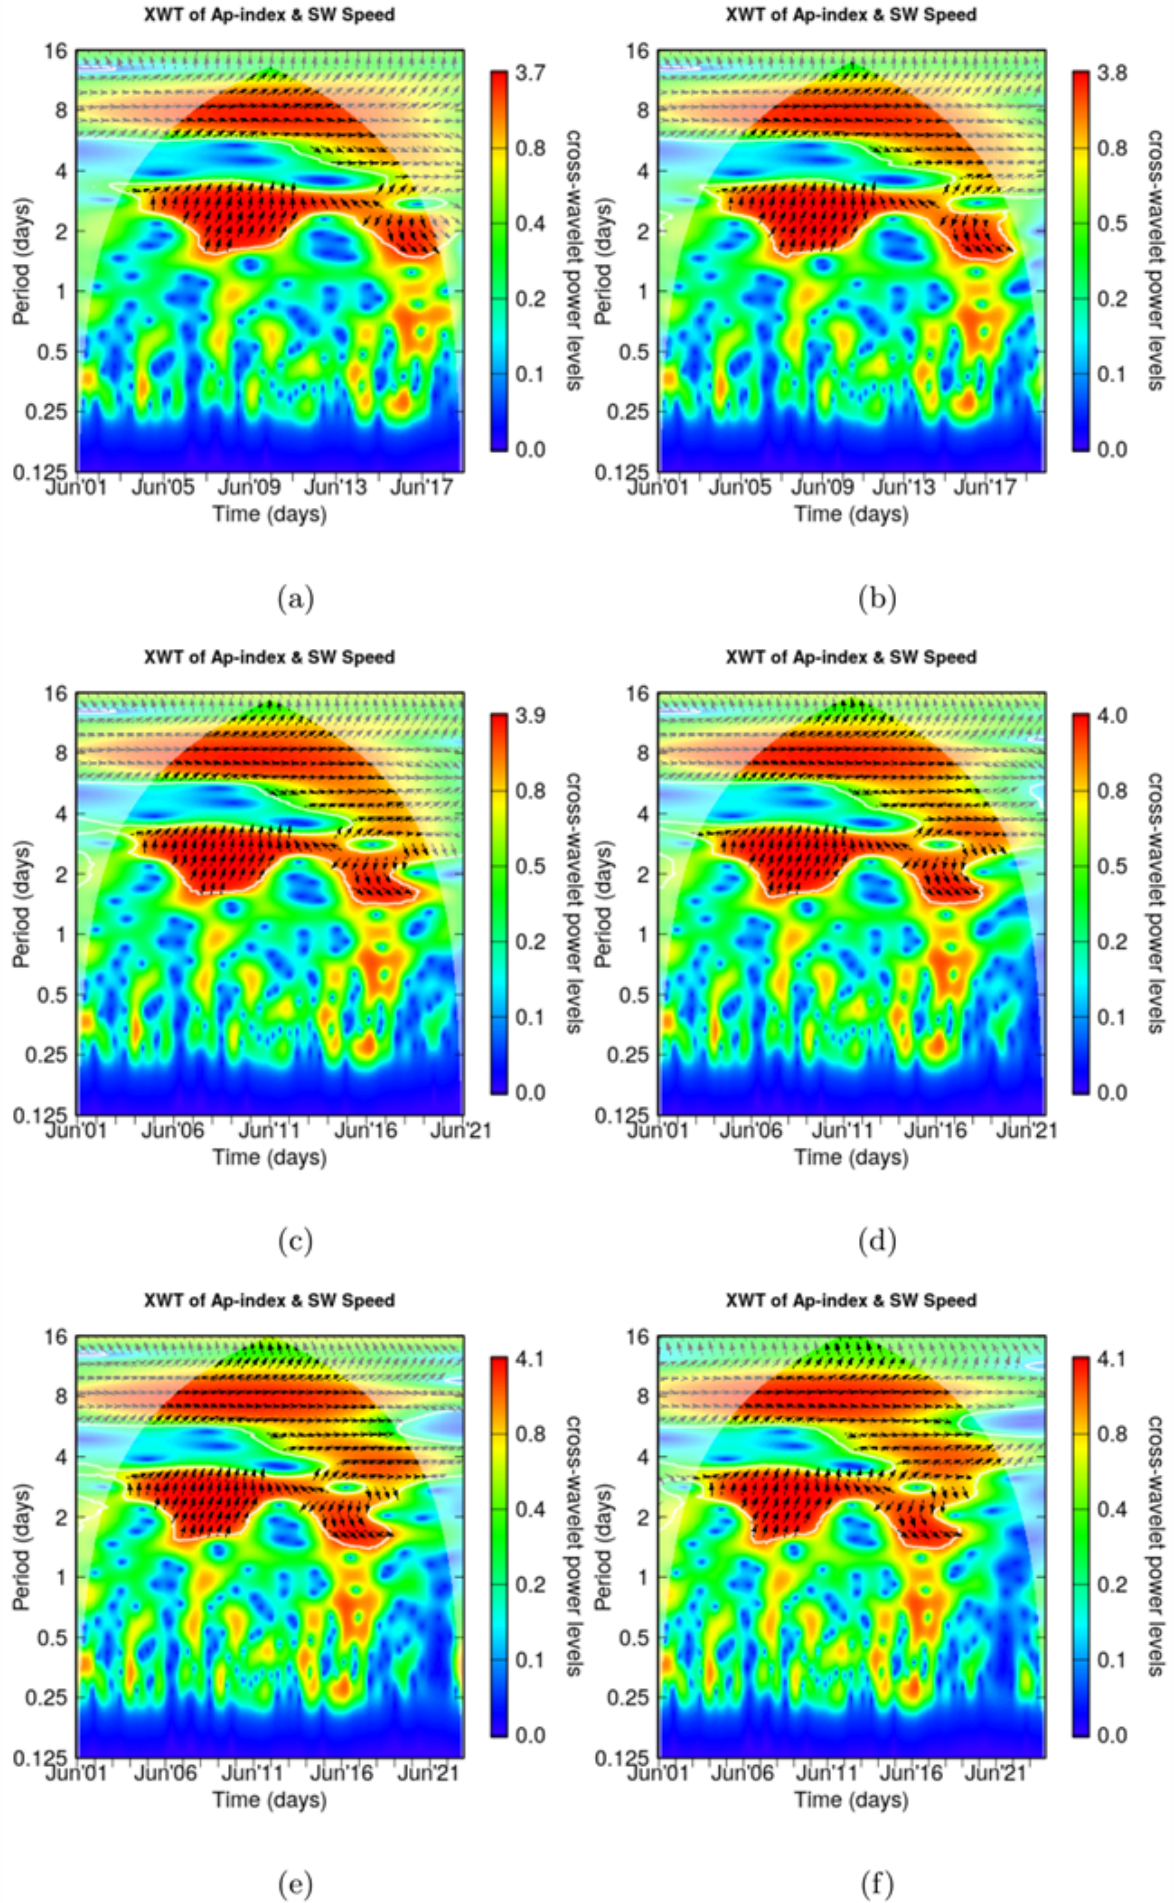 XWT of Ap-index & SW Speed
XWT of Ap-index & SW Speed
16
8
4
2
1
0.5
0.25
0.125
Period (days)
Jun'01 Jun'05 Jun'09 Jun'13 Jun'17
Time (days)
3.7
0.8
0.4
0.2
0.1
0.0
cross-wavelet power levels
16
8
4
2
1
0.5
0.25
0.125
Period (days)
Jun'01 Jun'05 Jun'09 Jun'13 Jun'17
Time (days)
3.8
0.8
0.5
0.2
0.1
0.0
cross-wavelet power levels
(a)
(b)
XWT of Ap-index & SW Speed
XWT of Ap-index & SW Speed
16
8
4
2
1
0.5
0.25
0.125
Period (days)
Jun'01 Jun'06 Jun'11 Jun'16 Jun'21
Time (days)
3.9
0.8
0.5
0.2
0.1
0.0
cross-wavelet power levels
16
8
4
2
1
0.5
0.25
0.125
Period (days)
Jun'01 Jun'06 Jun'11 Jun'16 Jun'21
Time (days)
4.0
0.8
0.5
0.2
0.1
0.0
cross-wavelet power levels
(c)
(d)
XWT of Ap-index & SW Speed
XWT of Ap-index & SW Speed
16
8
4
2
1
0.5
0.25
0.125
Period (days)
Jun'01 Jun'06 Jun'11 Jun'16 Jun'21
Time (days)
4.1
0.8
0.4
0.2
0.1
0.0
cross-wavelet power levels
16
8
4
2
1
0.5
0.25
0.125
Period (days)
Jun'01 Jun'06 Jun'11 Jun'16 Jun'21
Time (days)
4.1
0.8
0.4
0.2
0.1
0.0
cross-wavelet power levels
(e)
(f)